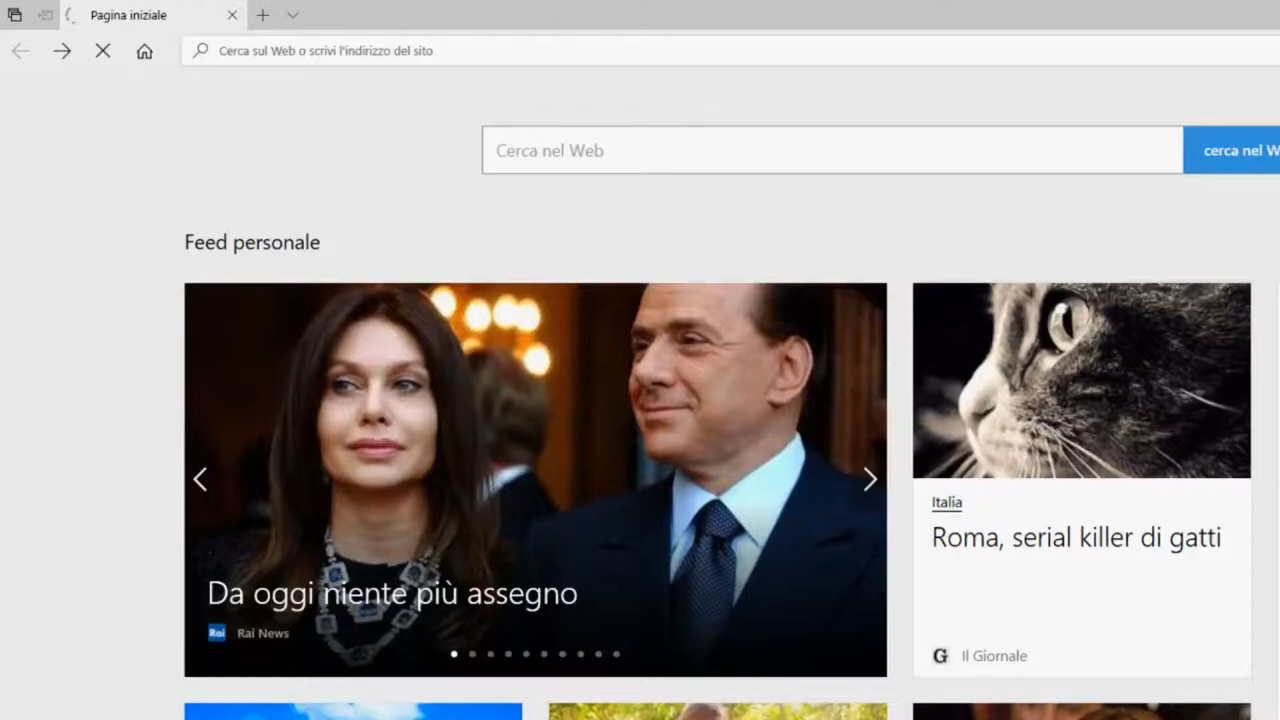 Pagina iniziale
Cerca sul Web o scrivi l'indirizzo del sito
Cerca nel Web
cerca nel W
Feed personale
Da oggi niente più assegno
Rai Rai News
Italia
Roma, serial killer di gatti
G Il Giornale